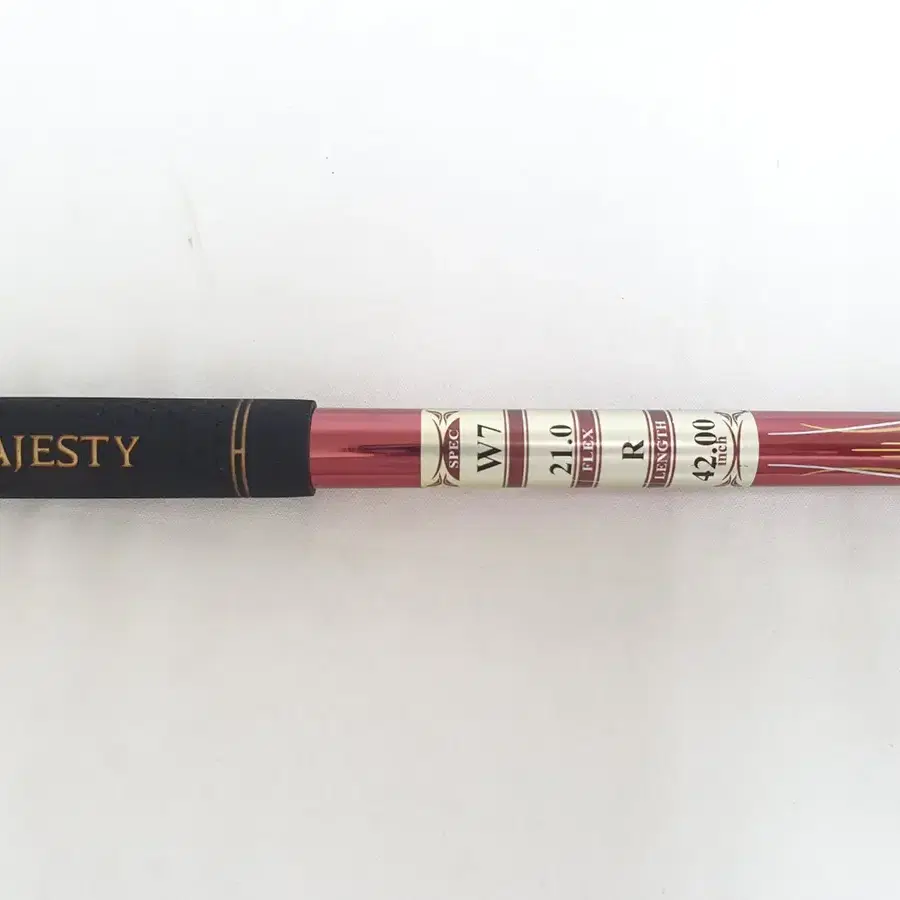 AJESTY
SPEC
W7
21.0
FLEX
R
LENGTH
42.00
inch